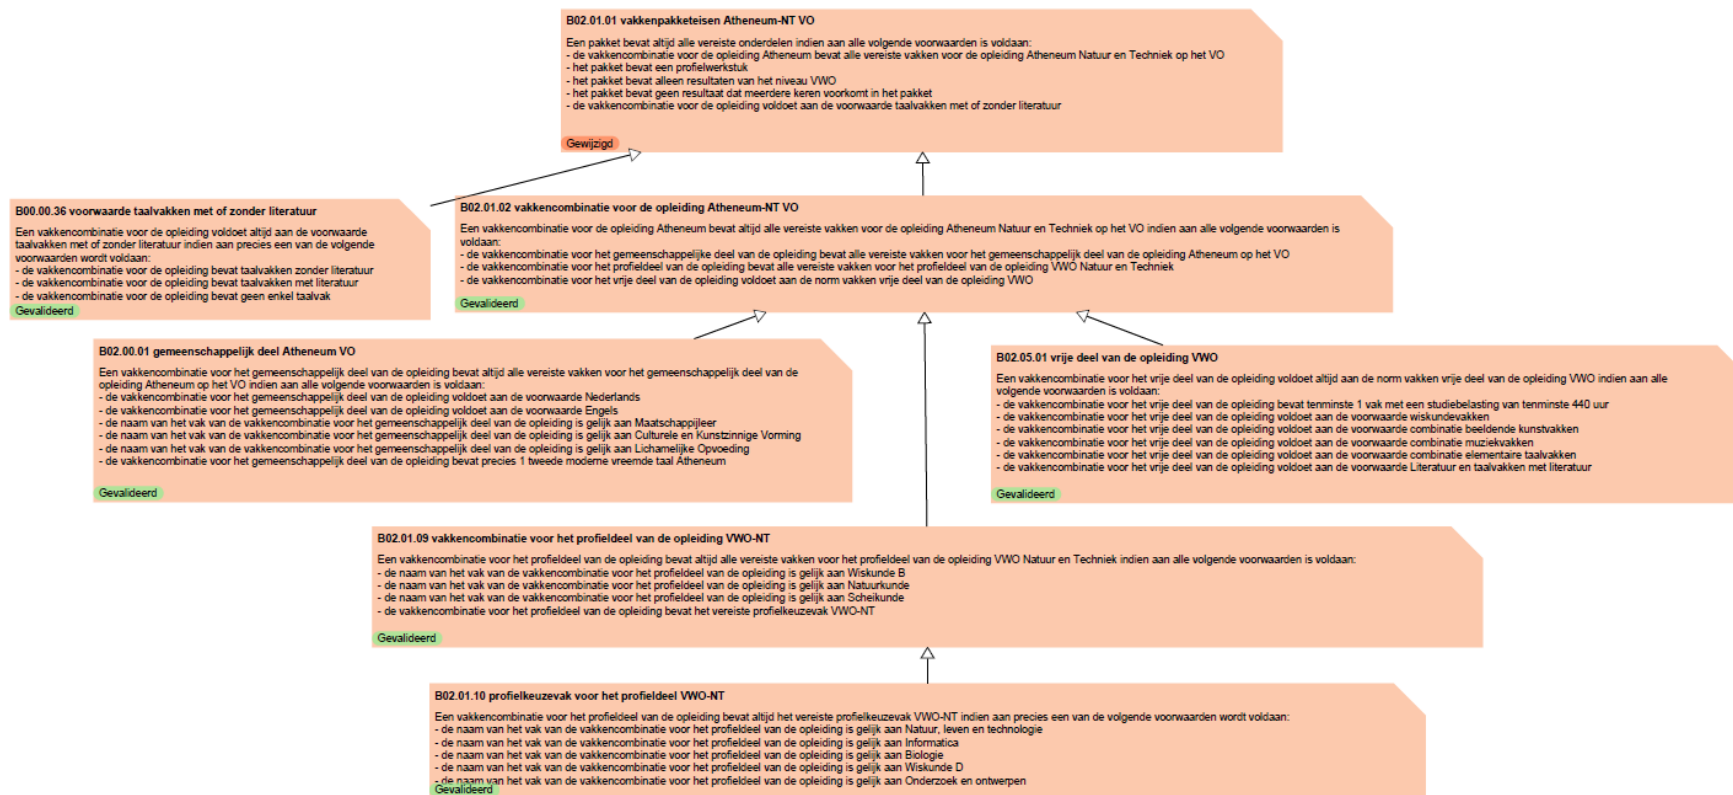 B02.01.01 vakkenpakketeisen Atheneum-NT VO
Een pakket bevat altijd alle vereiste onderdelen indien aan alle volgende voorwaarden is voldaan:
- de vakkencombinatie voor de opleiding Atheneum bevat alle vereiste vakken voor de opleiding Atheneum Natuur en Techniek op het VO
- het pakket bevat een profielwerkstuk
- het pakket bevat alleen resultaten van het niveau VWO
- het pakket bevat geen resultaat dat meerdere keren voorkomt in het pakket
- de vakkencombinatie voor de opleiding voldoet aan de voorwaarde taalvakken met of zonder literatuur
Gewijzigd
B00.00.36 voorwaarde taalvakken met of zonder literatuur
Een vakkencombinatie voor de opleiding voldoet altijd aan de voorwaarde
taalvakken met of zonder literatuur indien aan precies een van de volgende
voorwaarden wordt voldaan:
- de vakkencombinatie voor de opleiding bevat taalvakken zonder literatuur
- de vakkencombinatie voor de opleiding bevat taalvakken met literatuur
- de vakkencombinatie voor de opleiding bevat geen enkel taalvak
Gevalideerd
B02.01.02 vakkencombinatie voor de opleiding Atheneum-NT VO
Een vakkencombinatie voor de opleiding Atheneum bevat altijd alle vereiste vakken voor de opleiding Atheneum Natuur en Techniek op het VO indien aan alle volgende voorwaarden is
voldaan:
- de vakkencombinatie voor het gemeenschappelijke deel van de opleiding bevat alle vereiste vakken voor het gemeenschappelijk deel van de opleiding Atheneum op het VO
- de vakkencombinatie voor het profieldeel van de opleiding bevat alle vereiste vakken voor het profieldeel van de opleiding VWO Natuur en Techniek
- de vakkencombinatie voor het vrije deel van de opleiding voldoet aan de norm vakken vrije deel van de opleiding VWO
Gevalideerd
B02.00.01 gemeenschappelijk deel Atheneum VO
Een vakkencombinatie voor het gemeenschappelijk deel van de opleiding bevat altijd alle vereiste vakken voor het gemeenschappelijk deel van de
opleiding Atheneum op het VO indien aan alle volgende voorwaarden is voldaan:
- de vakkencombinatie voor het gemeenschappelijk deel van de opleiding voldoet aan de voorwaarde Nederlands
- de vakkencombinatie voor het gemeenschappelijk deel van de opleiding voldoet aan de voorwaarde Engels
- de naam van het vak van de vakkencombinatie voor het gemeenschappelijk deel van de opleiding is gelijk aan Maatschappijleer
- de naam van het vak van de vakkencombinatie voor het gemeenschappelijk deel van de opleiding is gelijk aan Culturele en Kunstzinnige Vorming
- de naam van het vak van de vakkencombinatie voor het gemeenschappelijk deel van de opleiding is gelijk aan Lichamelijke Opvoeding
- de vakkencombinatie voor het gemeenschappelijk deel van de opleiding bevat precies 1 tweede moderne vreemde taal Atheneum
Gevalideerd
B02.05.01 vrije deel van de opleiding VWO
Een vakkencombinatie voor het vrije deel van de opleiding voldoet altijd aan de norm vakken vrije deel van de opleiding VWO indien aan alle
volgende voorwaarden is voldaan:
- de vakkencombinatie voor het vrije deel van de opleiding bevat tenminste 1 vak met een studiebelasting van tenminste 440 uur
- de vakkencombinatie voor het vrije deel van de opleiding voldoet aan de voorwaarde wiskundevakken
- de vakkencombinatie voor het vrije deel van de opleiding voldoet aan de voorwaarde combinatie beeldende kunstvakken
- de vakkencombinatie voor het vrije deel van de opleiding voldoet aan de voorwaarde combinatie muziekvakken
- de vakkencombinatie voor het vrije deel van de opleiding voldoet aan de voorwaarde combinatie elementaire taalvakken
- de vakkencombinatie voor het vrije deel van de opleiding voldoet aan de voorwaarde Literatuur en taalvakken met literatuur
Gevalideerd
B02.01.09 vakkencombinatie voor het profieldeel van de opleiding VWO-NT
Een vakkencombinatie voor het profieldeel van de opleiding bevat altijd alle vereiste vakken voor het profieldeel van de opleiding VWO Natuur en Techniek indien aan alle volgende voorwaarden is voldaan:
- de naam van het vak van de vakkencombinatie voor het profieldeel van de opleiding is gelijk aan Wiskunde B
- de naam van het vak van de vakkencombinatie voor het profieldeel van de opleiding is gelijk aan Natuurkunde
- de naam van het vak van de vakkencombinatie voor het profieldeel van de opleiding is gelijk aan Scheikunde
- de vakkencombinatie voor het profieldeel van de opleiding bevat het vereiste profielkeuzevak VWO-NT
Gevalideerd
B02.01.10 profielkeuzevak voor het profieldeel VWO-NT
Een vakkencombinatie voor het profieldeel van de opleiding bevat altijd het vereiste profielkeuzevak VWO-NT indien aan precies een van de volgende voorwaarden wordt voldaan:
- de naam van het vak van de vakkencombinatie voor het profieldeel van de opleiding is gelijk aan Natuur, leven en technologie
- de naam van het vak van de vakkencombinatie voor het profieldeel van de opleiding is gelijk aan Informatica
- de naam van het vak van de vakkencombinatie voor het profieldeel van de opleiding is gelijk aan Biologie
- de naam van het vak van de vakkencombinatie voor het profieldeel van de opleiding is gelijk aan Wiskunde D
- de naam van het vak van de vakkencombinatie voor het profieldeel van de opleiding is gelijk aan Onderzoek en ontwerpen
Gevalideerd